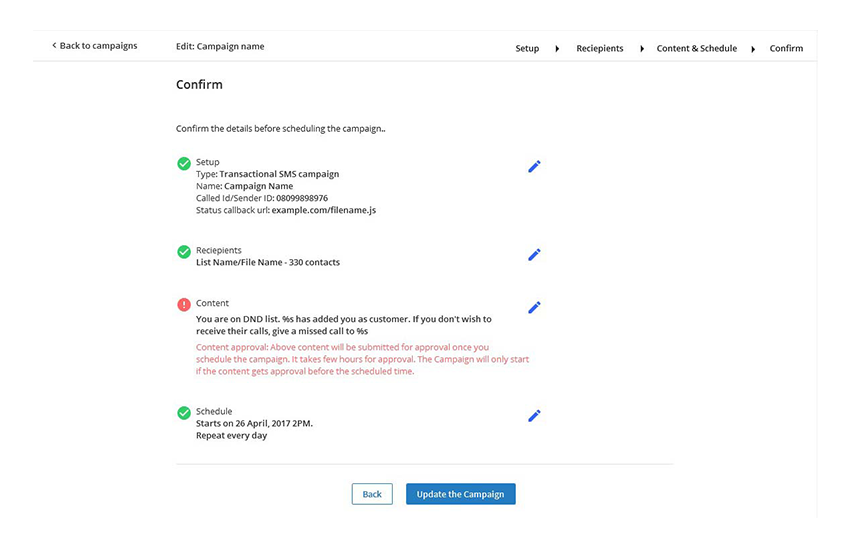 < Back to campaigns
Edit: Campaign name
Setup
Reciepients
Content & Schedule
Confirm
Confirm
Confirm the details before scheduling the campaign..
Setup
Type: Transactional SMS campaign
Name: Campaign Name
Called Id/Sender ID: 08099898976
Status callback url: example.com/filename.js
Reciepients
List Name/File Name - 330 contacts
Content
You are on DND list. %s has added you as customer. If you don't wish to
receive their calls, give a missed call to %s
Content approval: Above content will be submitted for approval once you
schedule the campaign. It takes few hours for approval. The Campaign will only start
if the content gets approval before the scheduled time.
Schedule
Starts on 26 April, 2017 2PM.
Repeat every day
Back
Update the Campaign